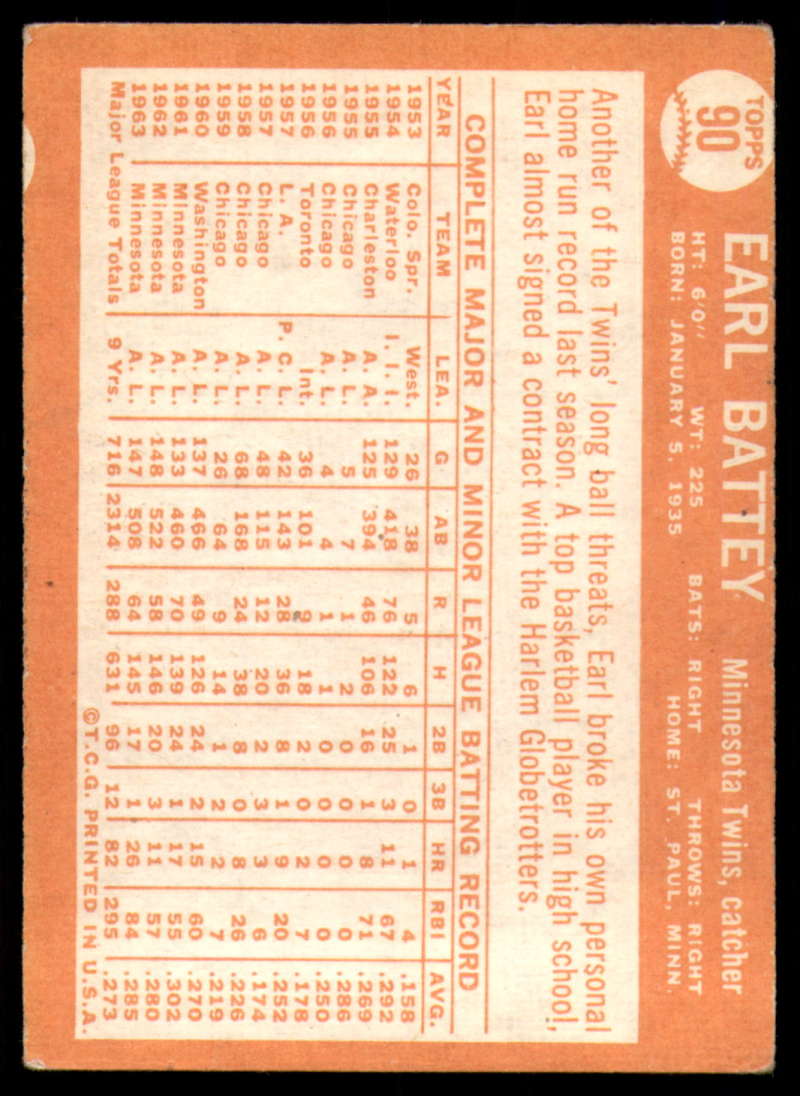 TOPPS
90
EARL BATTEY Minnesota Twins, catcher
HT: 6'0" WT: 225 BATS: RIGHT THROWS: RIGHT
BORN: JANUARY 5, 1935 HOME: ST. PAUL, MINN.
Another of the Twins' long ball threats, Earl broke his own personal
home run record last season. A top basketball player in high school,
Earl almost signed a contract with the Harlem Globetrotters.
COMPLETE MAJOR AND MINOR LEAGUE BATTING RECORD
YEAR TEAM LEA. G AB R H 2B 3B HR RBI AVG.
1953 Colo. Spr. West. 26 38 5 6 1 0 1 4 .158
1954 Waterloo I. I. I. 129 418 76 122 25 3 11 67 .292
1955 Charleston A. A. 125 394 46 106 16 1 8 71 .269
1955 Chicago A. L. 5 7 1 2 0 0 0 0 .286
1956 Chicago A. L. 4 4 1 1 0 0 0 0 .250
1956 Toronto Int. 36 101 9 18 2 0 2 7 .178
1957 L. A. P. C. L. 42 143 28 36 8 1 9 20 .252
1957 Chicago A. L. 48 115 12 20 2 3 3 6 .174
1958 Chicago A. L. 68 168 24 38 8 0 8 26 .226
1959 Chicago A. L. 26 64 9 14 1 2 2 7 .219
1960 Washington A. L. 137 466 49 126 24 2 15 60 .270
1961 Minnesota A. L. 133 460 70 139 24 1 17 55 .302
1962 Minnesota A. L. 148 522 58 146 20 3 11 57 .280
1963 Minnesota A. L. 147 508 64 145 17 1 26 84 .285
Major League Totals 9 Yrs. 716 2314 288 631 96 12 82 295 .273
©T.C.G. PRINTED IN U.S.A.